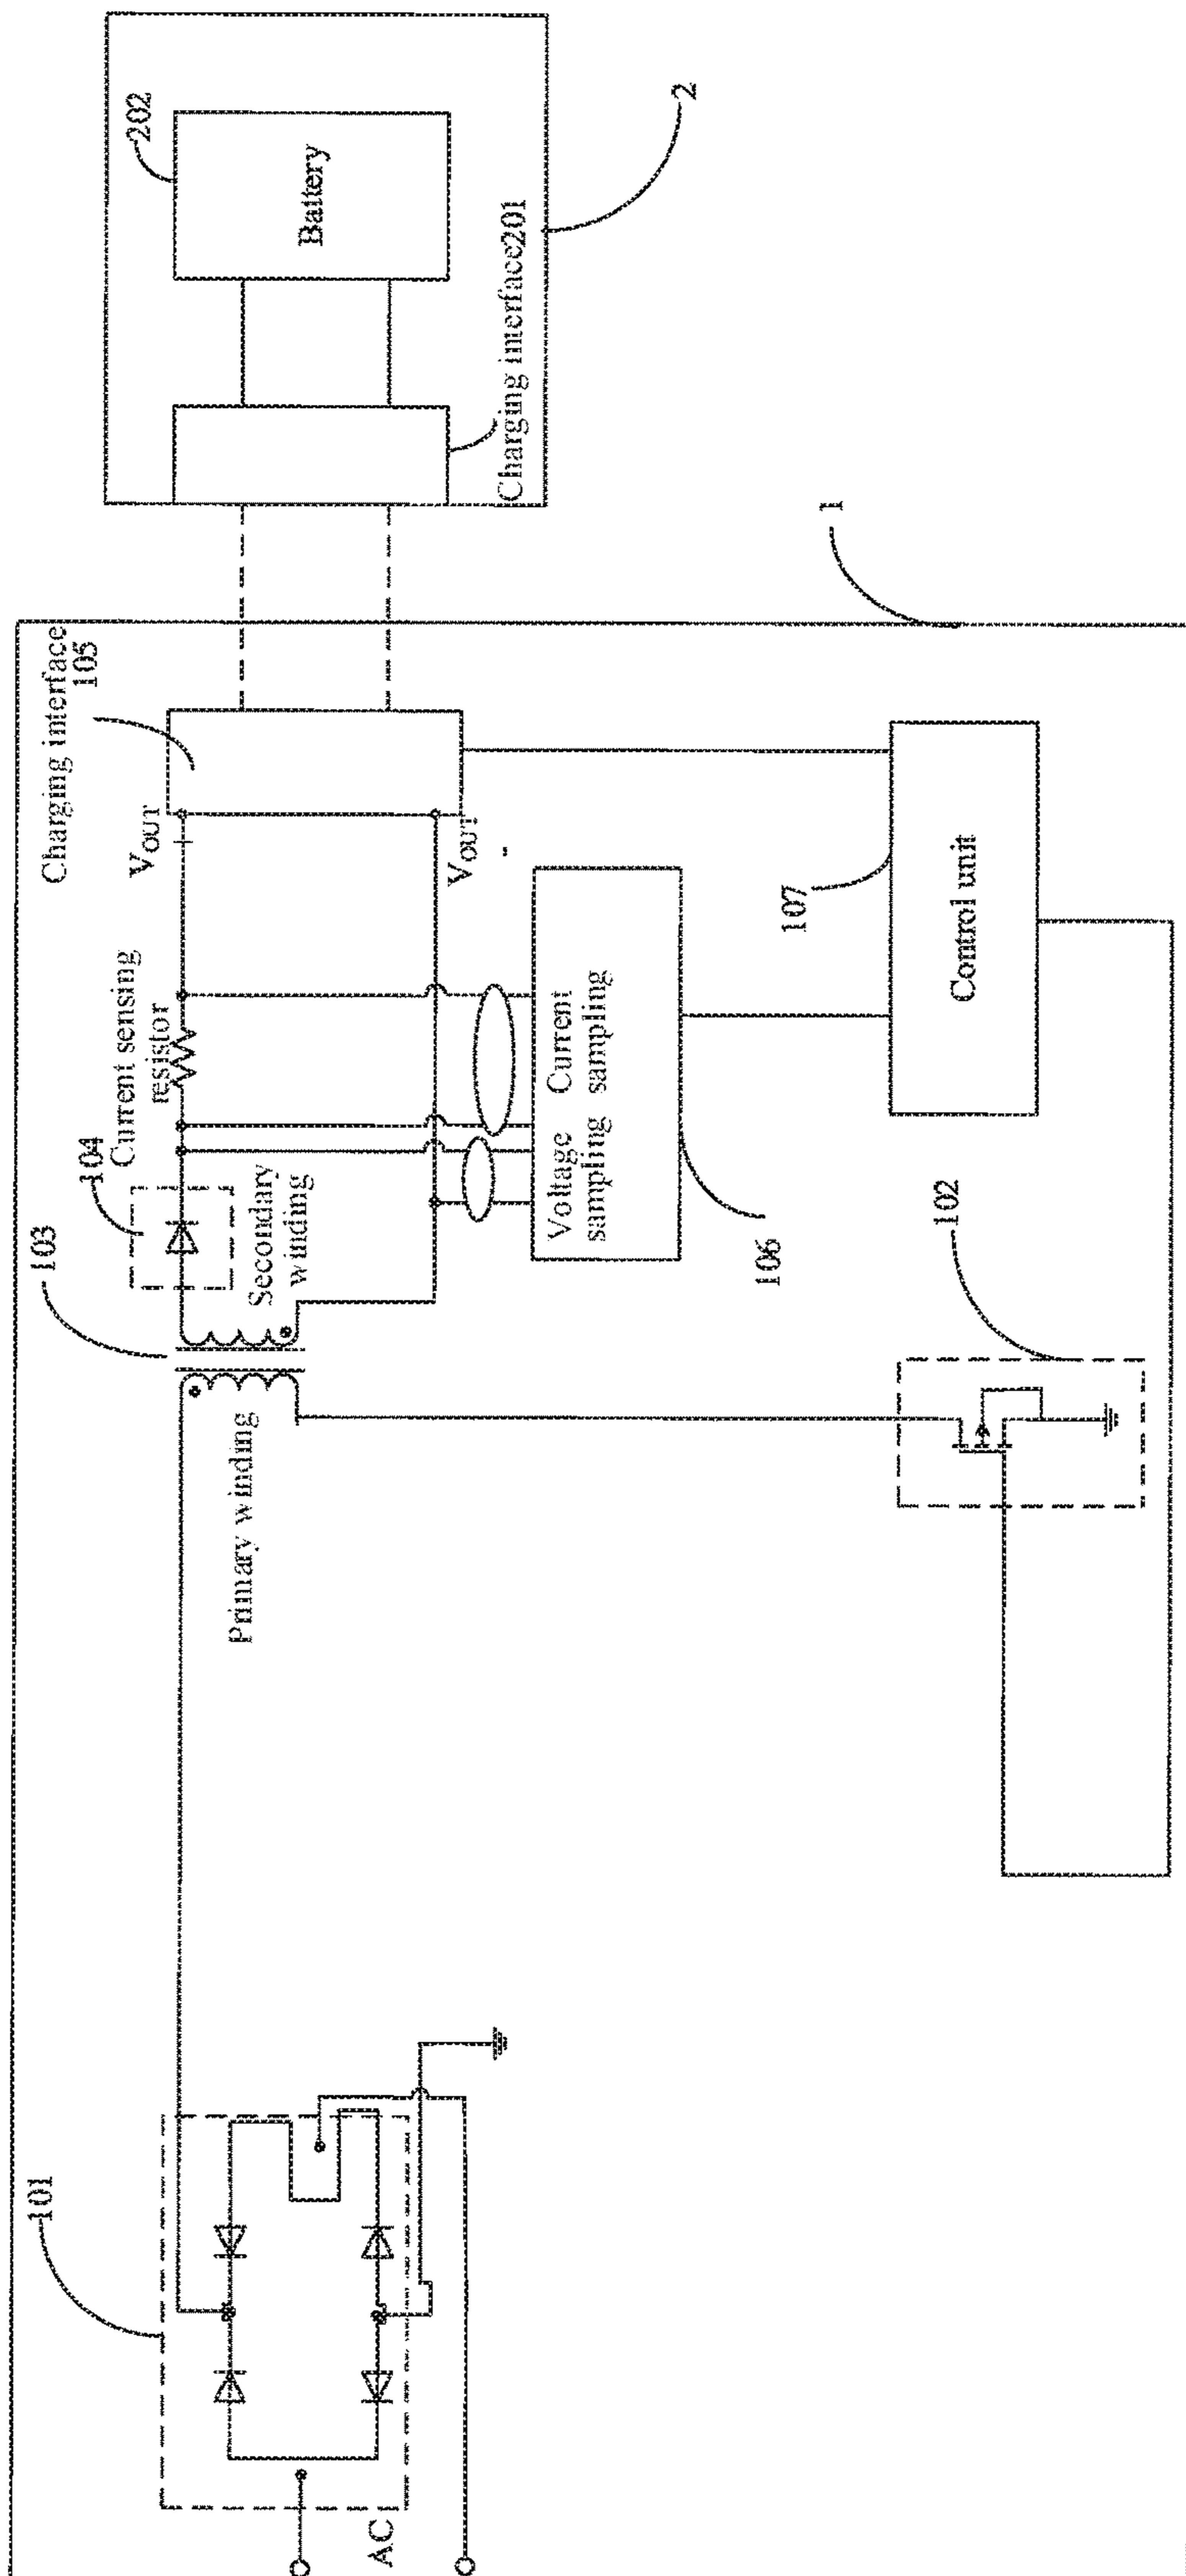 101
AC
103
104
Current sensing
resistor
Charging interface
105
VOUT
VOUT
Primary winding
Secondary
winding
Voltage
sampling
Current
sampling
106
102
107
Control unit
1
202
Battery
Charging interface201
2